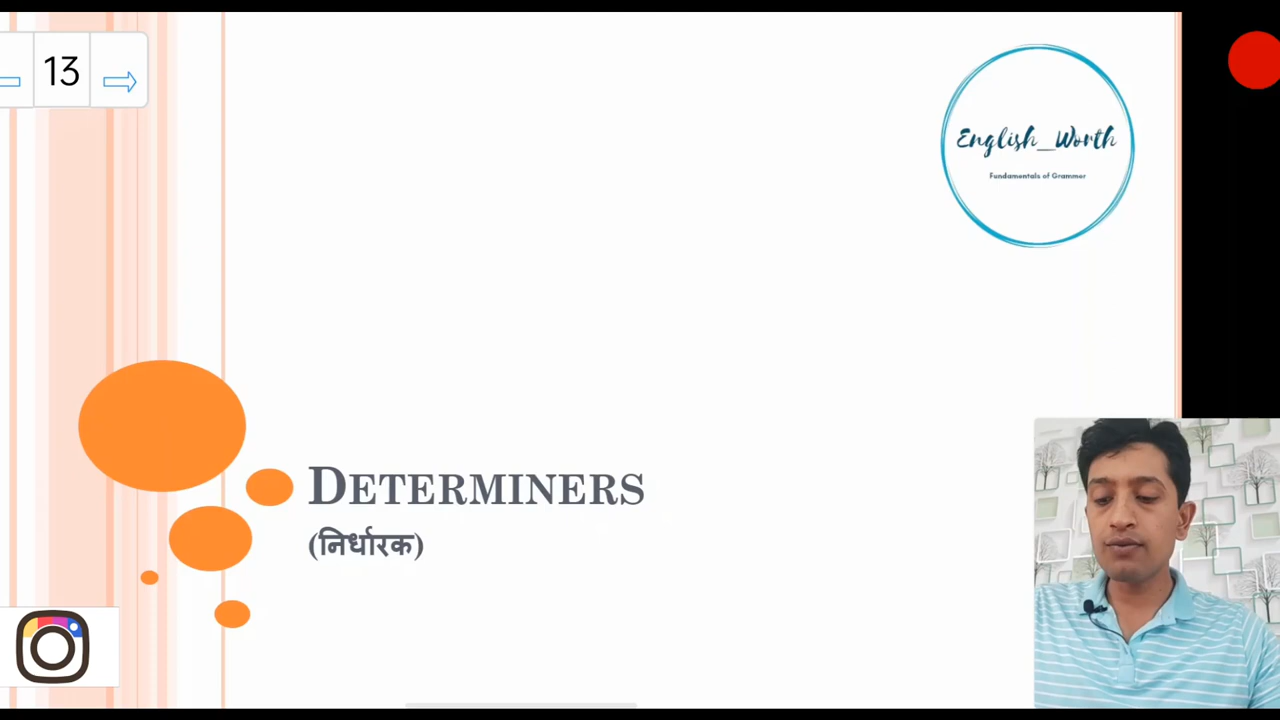 13
English_Worth
Fundamentals of Grammer
DETERMINERS
(निर्धारक)